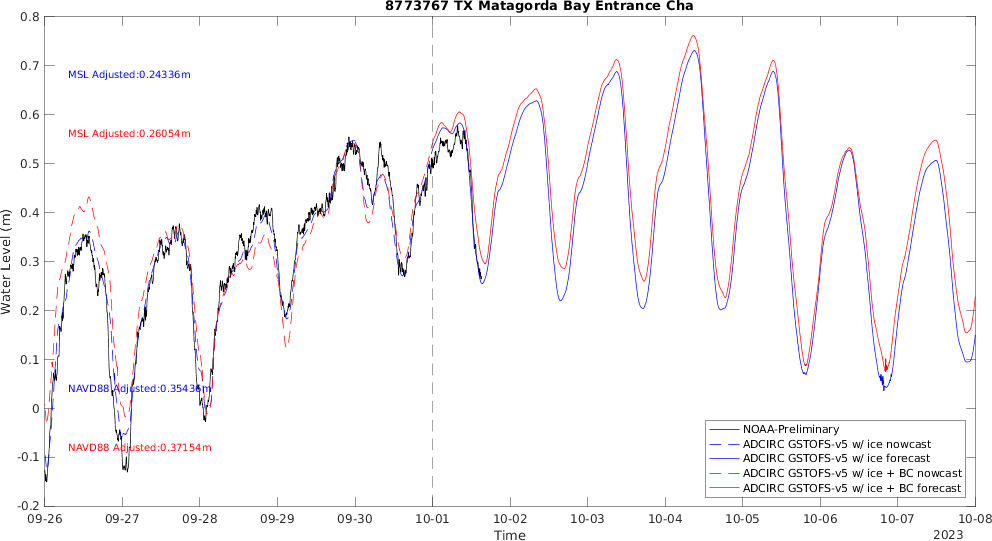 8773767 TX Matagorda Bay Entrance Cha
0.8
0.7
0.6
0.5
0.4
0.3
0.2
0.1
0
-0.1
-0.2
Water Level (m)
MSL Adjusted:0.24336m
MSL Adjusted:0.26054m
NAVD88 Adjusted:0.35436m
NAVD88 Adjusted:0.37154m
NOAA-Preliminary
ADCIRC GSTOFS-v5 w/ ice nowcast
ADCIRC GSTOFS-v5 w/ ice forecast
ADCIRC GSTOFS-v5 w/ ice + BC nowcast
ADCIRC GSTOFS-v5 w/ ice + BC forecast
09-26 09-27 09-28 09-29 09-30 10-01 10-02 10-03 10-04 10-05 10-06 10-07 10-08
Time
2023